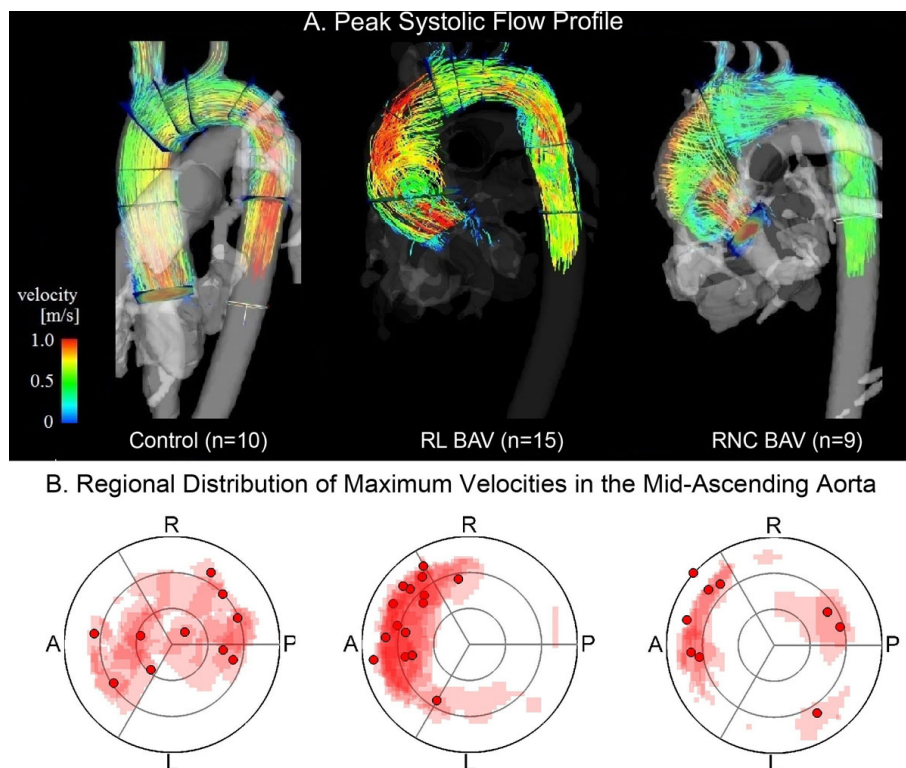 A. Peak Systolic Flow Profile
velocity
[m/s]
1.0
0.5
0
Control (n=10)
RL BAV (n=15)
RNC BAV (n=9)
B. Regional Distribution of Maximum Velocities in the Mid-Ascending Aorta
R
R
R
A
P
A
P
A
P
L
L
L